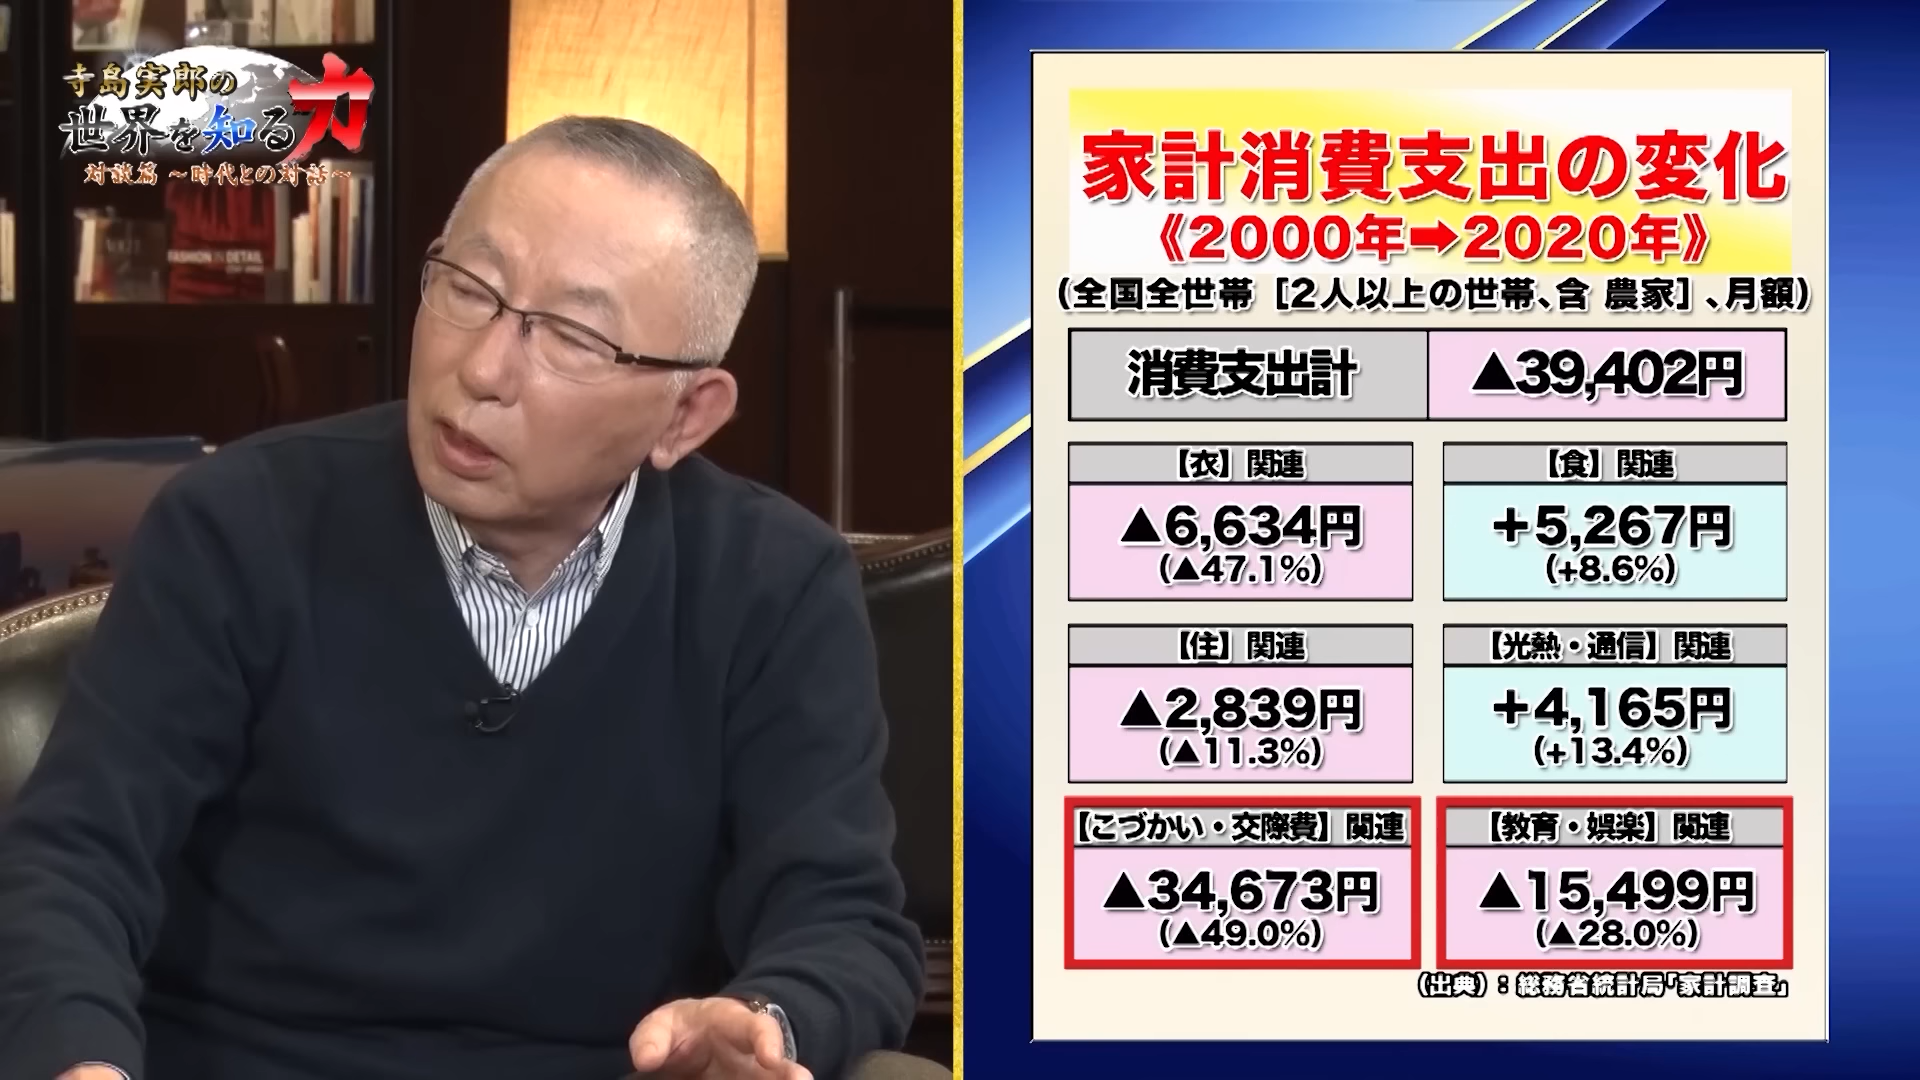 寺島実郎の
世界を知る力
対談篇 ～時代との対話～
FASHION IN DETAIL
家計消費支出の変化
《2000年➡2020年》
（全国全世帯［2人以上の世帯、含 農家］、月額）
消費支出計 ▲39,402円
【衣】関連
▲6,634円
（▲47.1%）
【食】関連
＋5,267円
（+8.6%）
【住】関連
▲2,839円
（▲11.3%）
【光熱・通信】関連
＋4,165円
（+13.4%）
【こづかい・交際費】関連
▲34,673円
（▲49.0%）
【教育・娯楽】関連
▲15,499円
（▲28.0%）
（出典）：総務省統計局「家計調査」